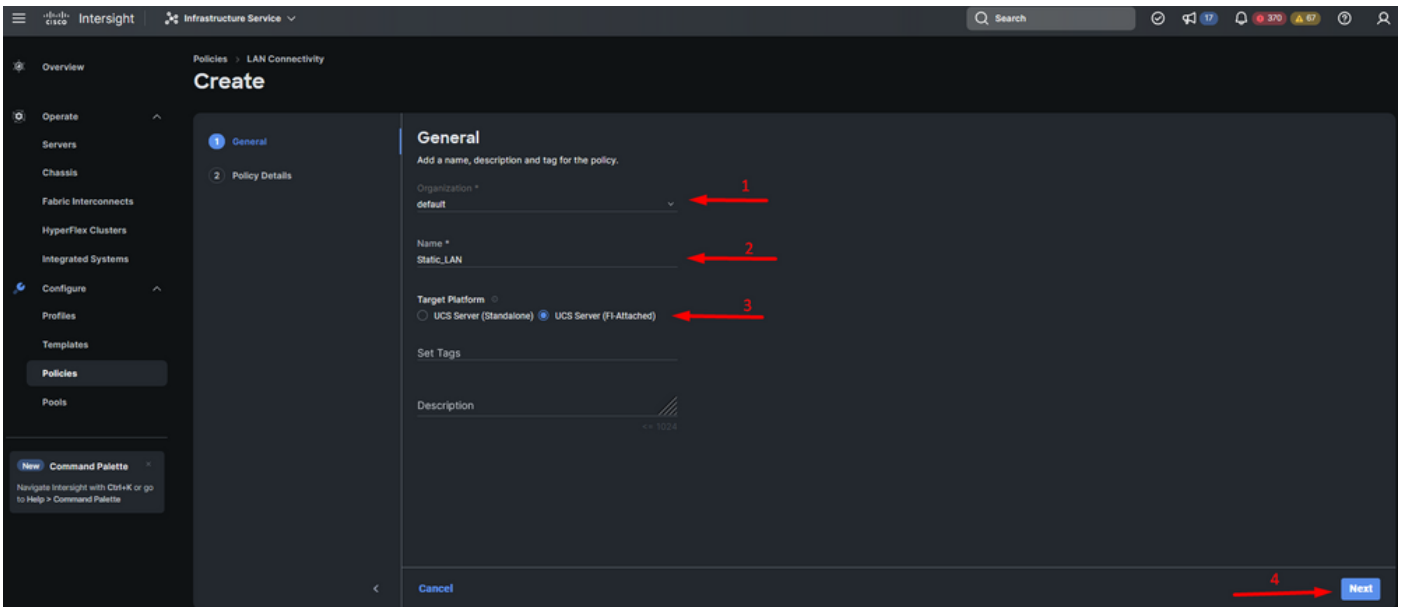 cisco Intersight Infrastructure Service Search 17 370 67
Overview
Operate
Servers
Chassis
Fabric Interconnects
HyperFlex Clusters
Integrated Systems
Configure
Profiles
Templates
Policies
Pools
New Command Palette
Navigate Intersight with Ctrl+K or go
to Help > Command Palette
Policies > LAN Connectivity
Create
1 General
2 Policy Details
General
Add a name, description and tag for the policy.
Organization *
default
1
Name *
Static_LAN
2
Target Platform
UCS Server (Standalone) UCS Server (FI-Attached)
3
Set Tags
Description
<= 1024
Cancel
4
Next